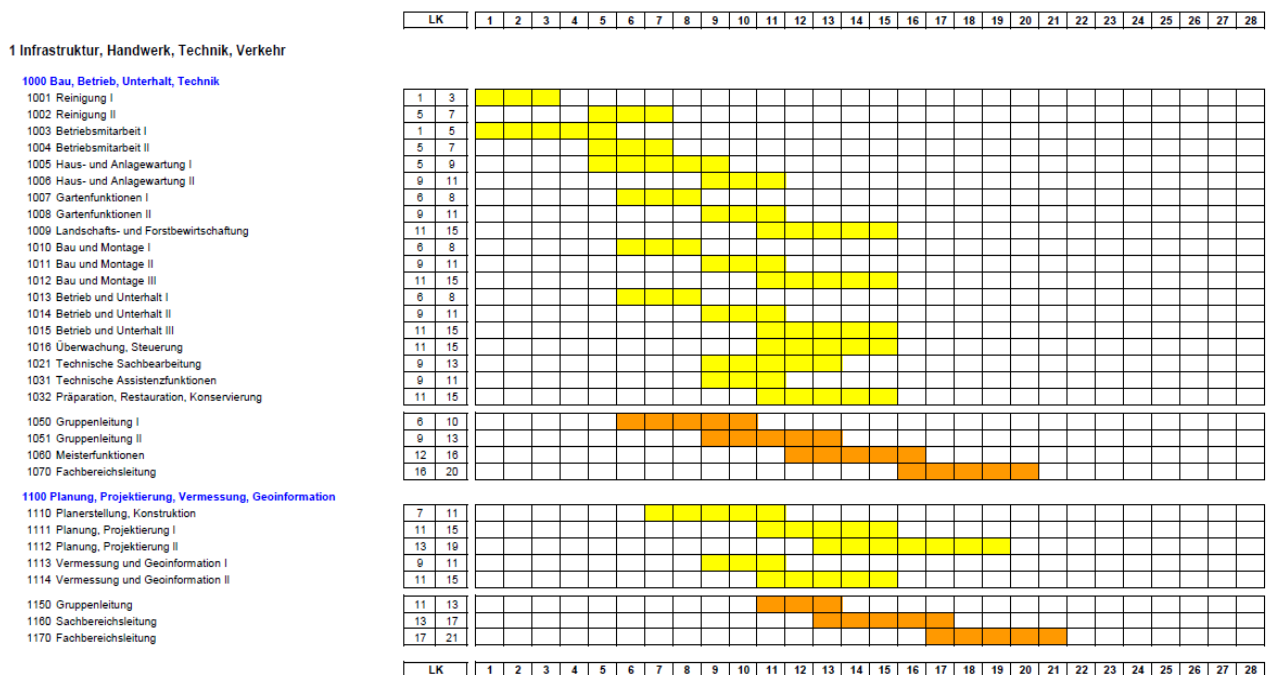 LK 1 2 3 4 5 6 7 8 9 10 11 12 13 14 15 16 17 18 19 20 21 22 23 24 25 26 27 28
1 Infrastruktur, Handwerk, Technik, Verkehr
1000 Bau, Betrieb, Unterhalt, Technik
1001 Reinigung I 1 3
1002 Reinigung II 5 7
1003 Betriebsmitarbeit I 1 5
1004 Betriebsmitarbeit II 5 7
1005 Haus- und Anlagewartung I 5 9
1006 Haus- und Anlagewartung II 9 11
1007 Gartenfunktionen I 6 8
1008 Gartenfunktionen II 9 11
1009 Landschafts- und Forstbewirtschaftung 11 15
1010 Bau und Montage I 6 8
1011 Bau und Montage II 9 11
1012 Bau und Montage III 11 15
1013 Betrieb und Unterhalt I 6 8
1014 Betrieb und Unterhalt II 9 11
1015 Betrieb und Unterhalt III 11 15
1016 Überwachung, Steuerung 11 15
1021 Technische Sachbearbeitung 9 13
1031 Technische Assistenzfunktionen 9 11
1032 Präparation, Restauration, Konservierung 11 15
1050 Gruppenleitung I 6 10
1051 Gruppenleitung II 9 13
1060 Meisterfunktionen 12 16
1070 Fachbereichsleitung 16 20
1100 Planung, Projektierung, Vermessung, Geoinformation
1110 Planerstellung, Konstruktion 7 11
1111 Planung, Projektierung I 11 15
1112 Planung, Projektierung II 13 19
1113 Vermessung und Geoinformation I 9 11
1114 Vermessung und Geoinformation II 11 15
1150 Gruppenleitung 11 13
1160 Sachbereichsleitung 13 17
1170 Fachbereichsleitung 17 21
LK 1 2 3 4 5 6 7 8 9 10 11 12 13 14 15 16 17 18 19 20 21 22 23 24 25 26 27 28